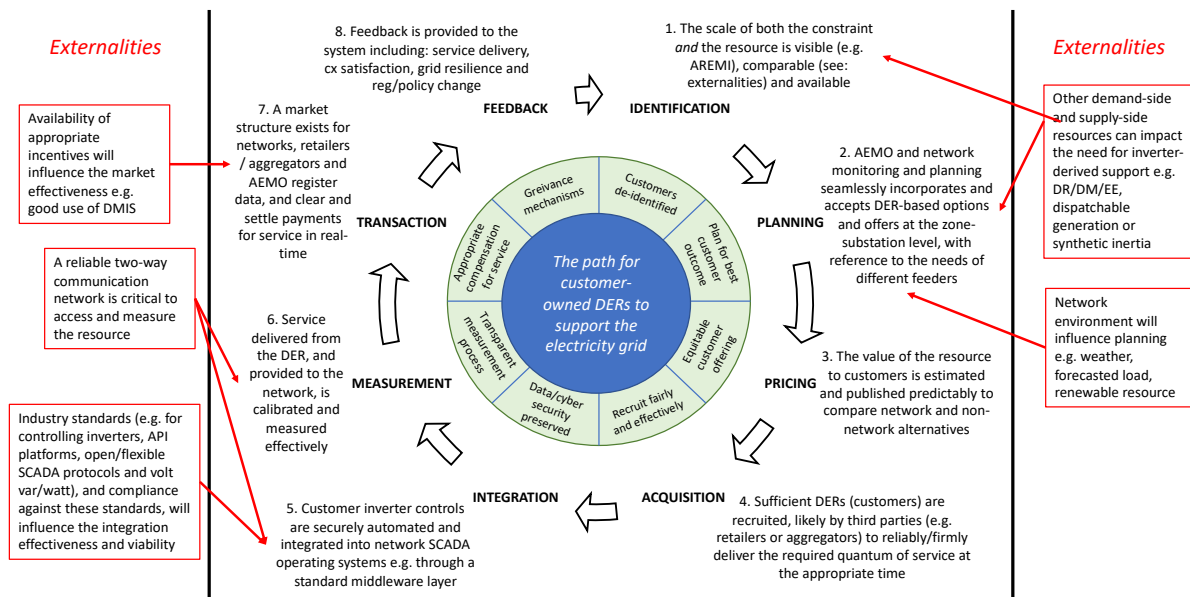 Externalities
Availability of
appropriate
incentives will
influence the market
effectiveness e.g.
good use of DMIS
A reliable two-way
communication
network is critical to
access and measure
the resource
Industry standards (e.g. for
controlling inverters, API
platforms, open/flexible
SCADA protocols and volt
var/watt), and compliance
against these standards, will
influence the integration
effectiveness and viability
8. Feedback is provided to the
system including: service delivery,
cx satisfaction, grid resilience and
reg/policy change
FEEDBACK
1. The scale of both the constraint
and the resource is visible (e.g.
AREMI), comparable (see:
externalities) and available
IDENTIFICATION
2. AEMO and network
monitoring and planning
seamlessly incorporates and
accepts DER-based options
and offers at the zone-
substation level, with
reference to the needs of
different feeders
PLANNING
3. The value of the resource
to customers is estimated
and published predictably to
compare network and non-
network alternatives
PRICING
ACQUISITION
4. Sufficient DERs (customers) are
recruited, likely by third parties (e.g.
retailers or aggregators) to reliably/firmly
deliver the required quantum of service at
the appropriate time
INTEGRATION
5. Customer inverter controls
are securely automated and
integrated into network SCADA
operating systems e.g. through a
standard middleware layer
6. Service
delivered from
the DER, and
provided to the
network, is
calibrated and
measured
effectively
MEASUREMENT
7. A market
structure exists for
networks, retailers
/ aggregators and
AEMO register
data, and clear and
settle payments
for service in real-
time
TRANSACTION
Greivance
mechanisms
Customers
de-identified
Plan for best
customer
outcome
Equitable
customer
offering
Recruit fairly
and effectively
Data/cyber
security
preserved
Transparent
measurement
process
Appropriate
compensation
for service
The path for
customer-
owned DERs to
support the
electricity grid
Externalities
Other demand-side
and supply-side
resources can impact
the need for inverter-
derived support e.g.
DR/DM/EE,
dispatchable
generation or
synthetic inertia
Network
environment will
influence planning
e.g. weather,
forecasted load,
renewable resource